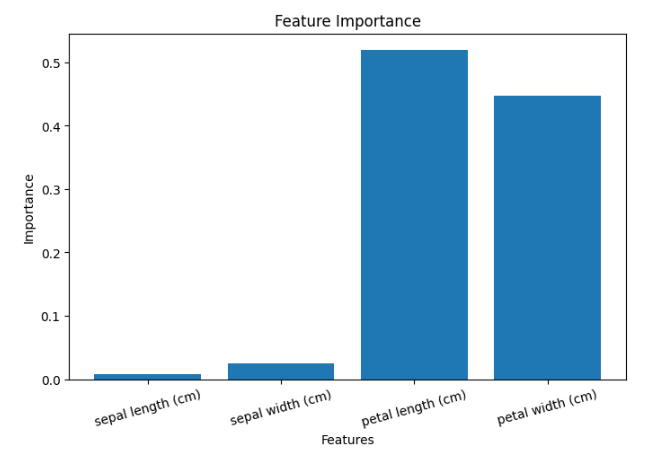 Feature Importance
0.5
0.4
0.3
0.2
0.1
0.0
Importance
sepal length (cm)
sepal width (cm)
petal length (cm)
petal width (cm)
Features